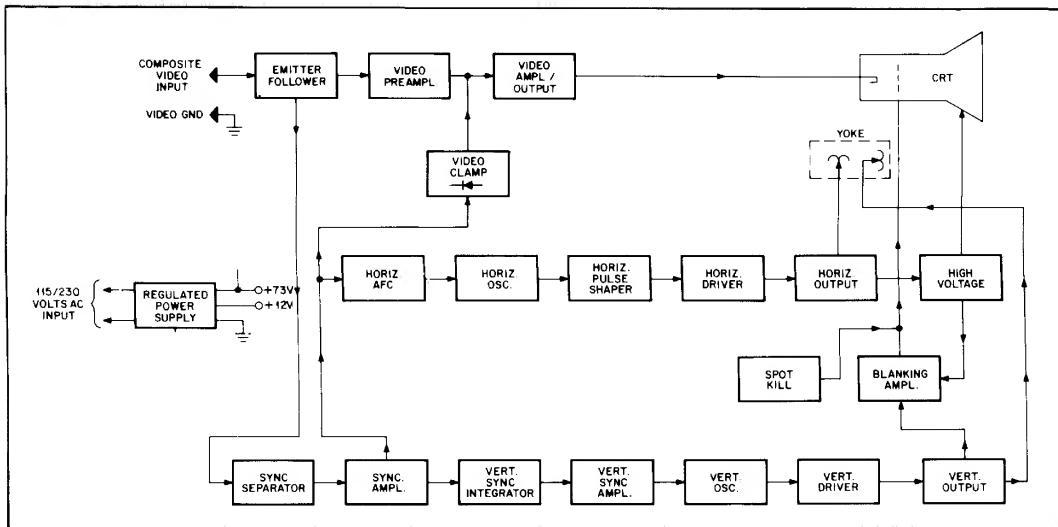 COMPOSITE
VIDEO
INPUT
VIDEO GND
EMITTER
FOLLOWER
VIDEO
PREAMPL.
VIDEO
AMPL /
OUTPUT
CRT
YOKE
VIDEO
CLAMP
115/230
VOLTS AC
INPUT
REGULATED
POWER
SUPPLY
+73V
+12V
HORIZ.
AFC
HORIZ.
OSC.
HORIZ.
PULSE
SHAPER
HORIZ.
DRIVER
HORIZ.
OUTPUT
HIGH
VOLTAGE
SPOT
KILL
BLANKING
AMPL.
SYNC
SEPARATOR
SYNC.
AMPL.
VERT.
SYNC
INTEGRATOR
VERT.
SYNC
AMPL.
VERT.
OSC.
VERT.
DRIVER
VERT.
OUTPUT